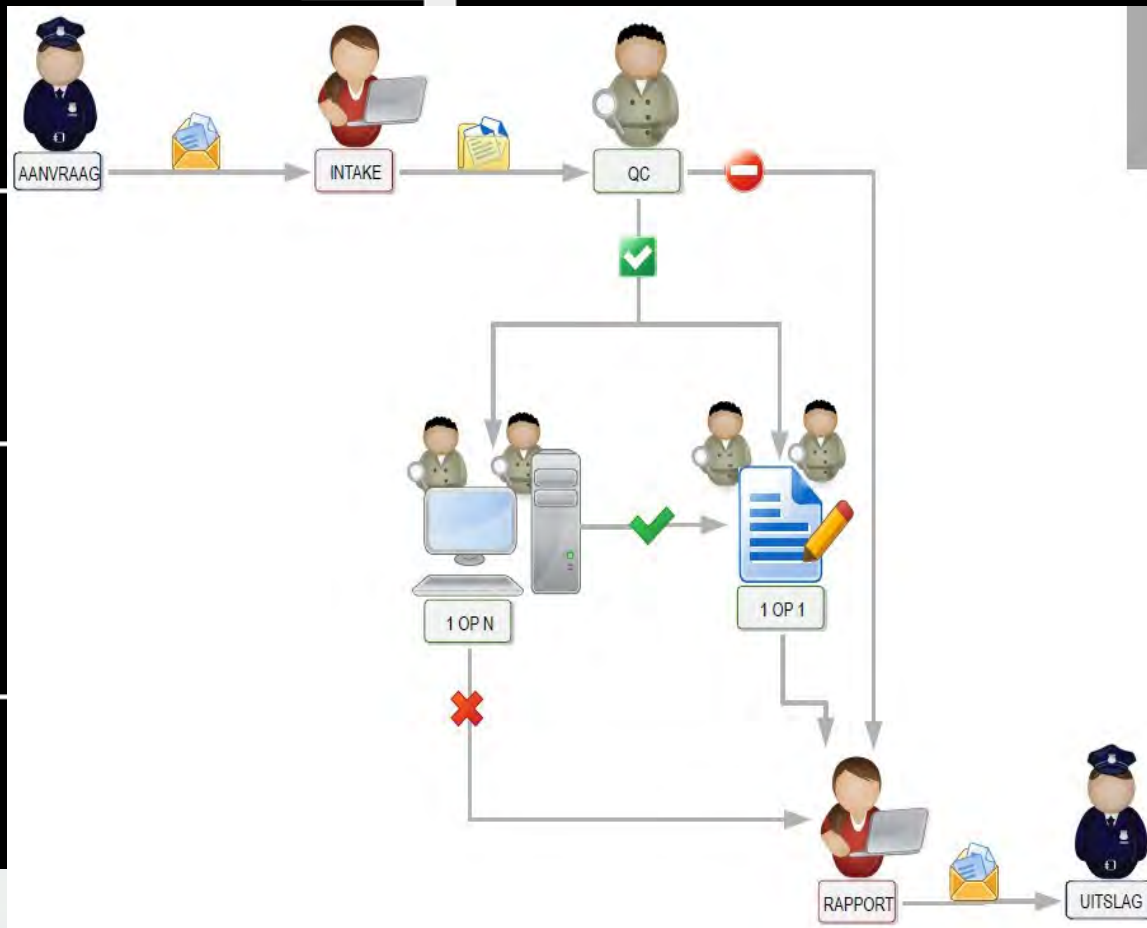 AANVRAAG
INTAKE
QC
1 OP N
1 OP 1
RAPPORT
UITSLAG